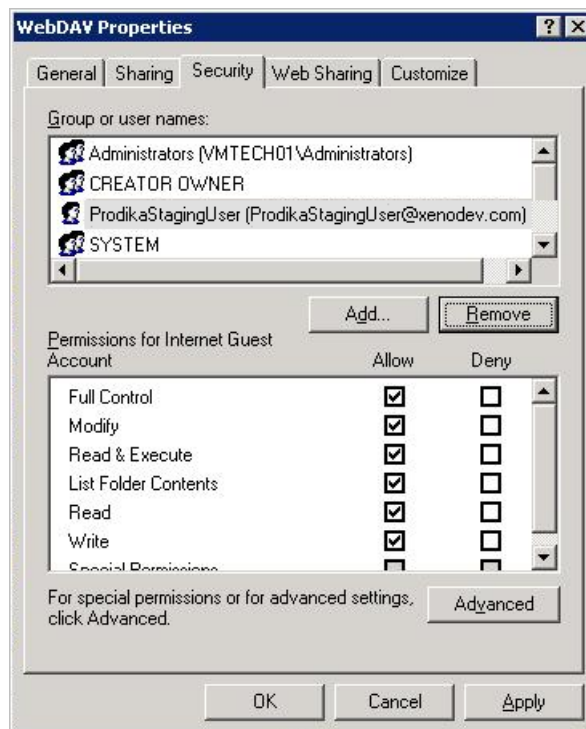 WebDAV Properties
General Sharing Security Web Sharing Customize
Group or user names:
Administrators (VMTECH01\Administrators)
CREATOR OWNER
ProdikaStagingUser (ProdikaStagingUser@xenodev.com)
SYSTEM
Add... Remove
Permissions for Internet Guest
Account Allow Deny
Full Control
Modify
Read & Execute
List Folder Contents
Read
Write
Special Permissions
For special permissions or for advanced settings,
click Advanced. Advanced
OK Cancel Apply